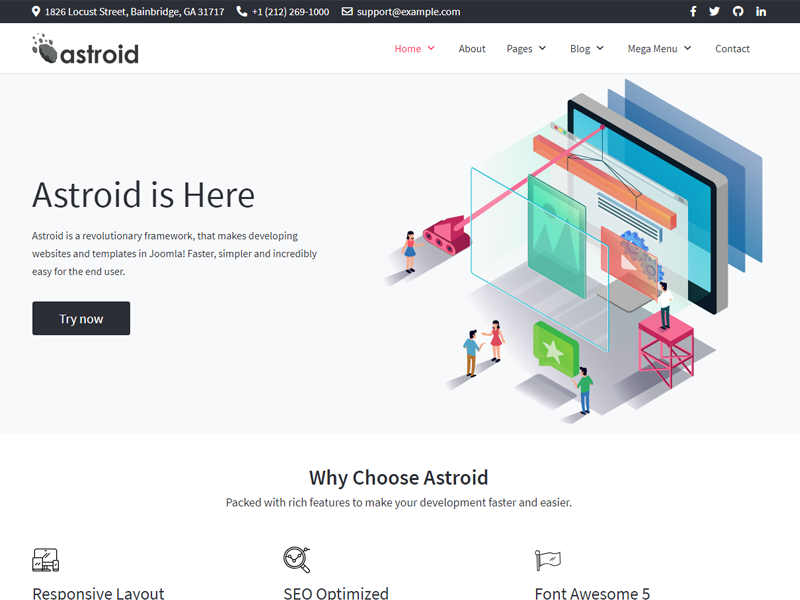 1826 Locust Street, Bainbridge, GA 31717 +1 (212) 269-1000 support@example.com
astroid Home About Pages Blog Mega Menu Contact
Astroid is Here
Astroid is a revolutionary framework, that makes developing
websites and templates in Joomla! Faster, simpler and incredibly
easy for the end user.
Try now
Why Choose Astroid
Packed with rich features to make your development faster and easier.
Responsive Layout SEO Optimized Font Awesome 5